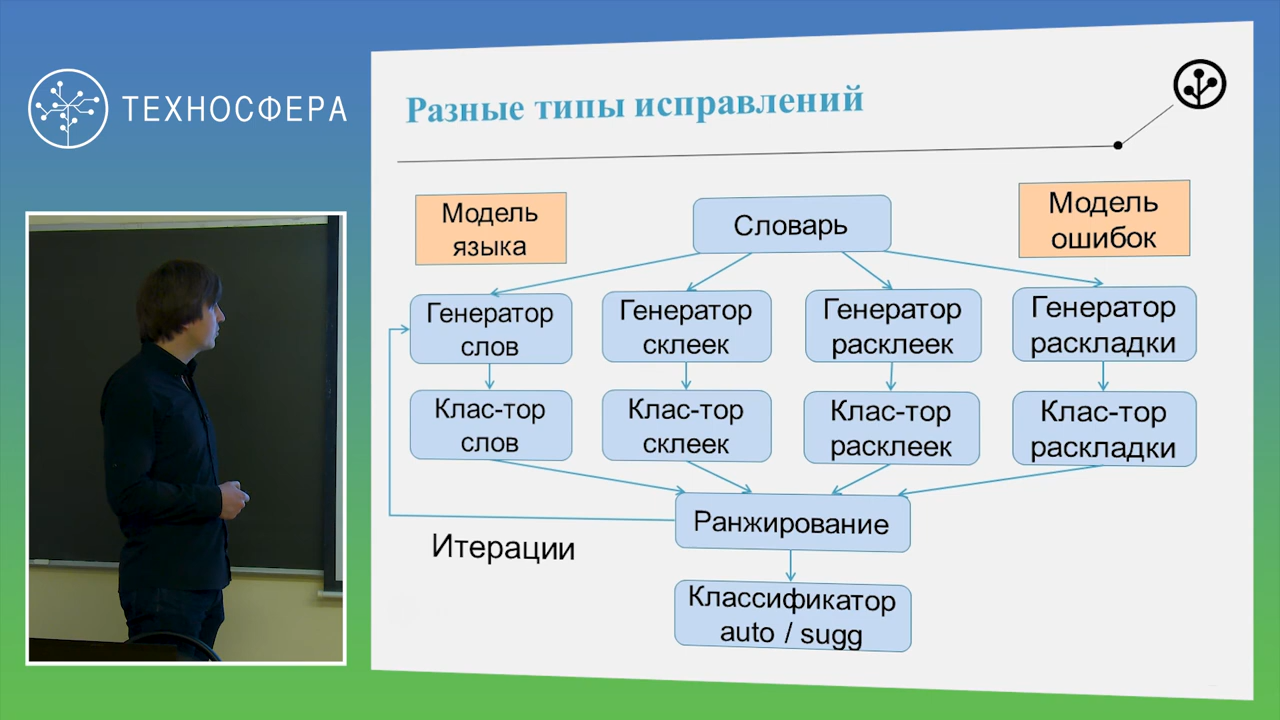 ТЕХНОСФЕРА
Разные типы исправлений
Модель
языка
Словарь
Модель
ошибок
Генератор
слов
Генератор
склеек
Генератор
расклеек
Генератор
раскладки
Клас-тор
слов
Клас-тор
склеек
Клас-тор
расклеек
Клас-тор
раскладки
Ранжирование
Итерации
Классификатор
auto / sugg